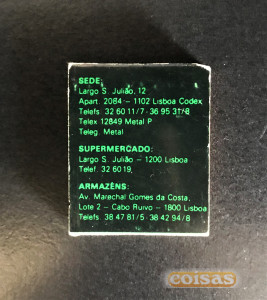 SEDE:
Largo S. Julião, 12
Apart. 2084 – 1102 Lisboa Codex
Telefs. 32 60 11/7 · 36 95 31/8
Telex 12849 Metal P
Teleg. Metal
SUPERMERCADO:
Largo S. Julião – 1200 Lisboa
Telef. 32 60 19
ARMAZÉNS:
Av. Marechal Gomes da Costa,
Lote 2 – Cabo Ruivo – 1800 Lisboa
Telefs. 38 47 81/5 · 38 42 94/8
coisas